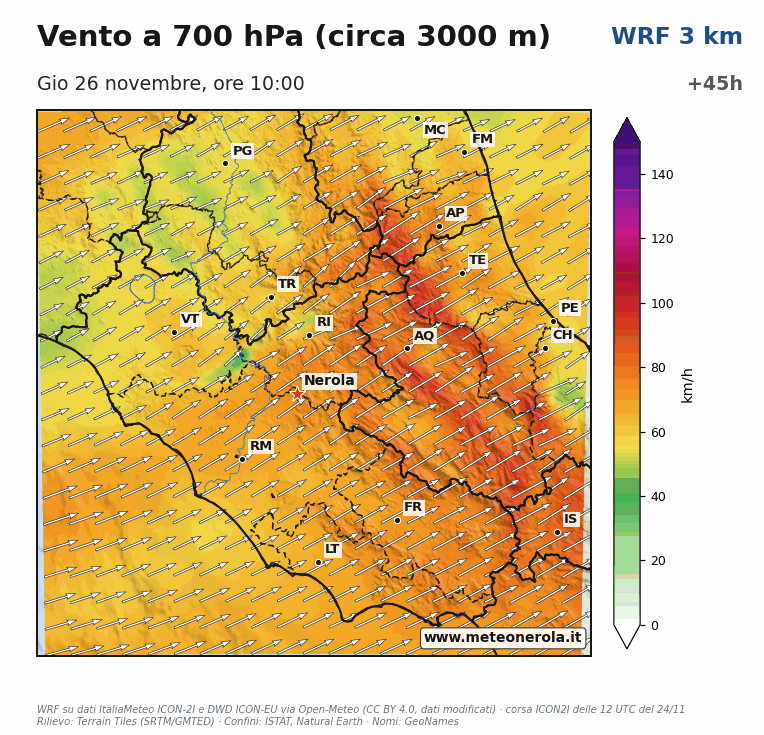 Vento a 700 hPa (circa 3000 m)
WRF 3 km
Gio 26 novembre, ore 10:00
+45h
MC
FM
PG
AP
TE
TR
PE
VT
RI
CH
AQ
Nerola
RM
FR
IS
LT
www.meteonerola.it
140
120
100
80
60
40
20
0
km/h
WRF su dati ItaliaMeteo ICON-2I e DWD ICON-EU via Open-Meteo (CC BY 4.0, dati modificati) · corsa ICON2I delle 12 UTC del 24/11
Rilievo: Terrain Tiles (SRTM/GMTED) · Confini: ISTAT, Natural Earth · Nomi: GeoNames